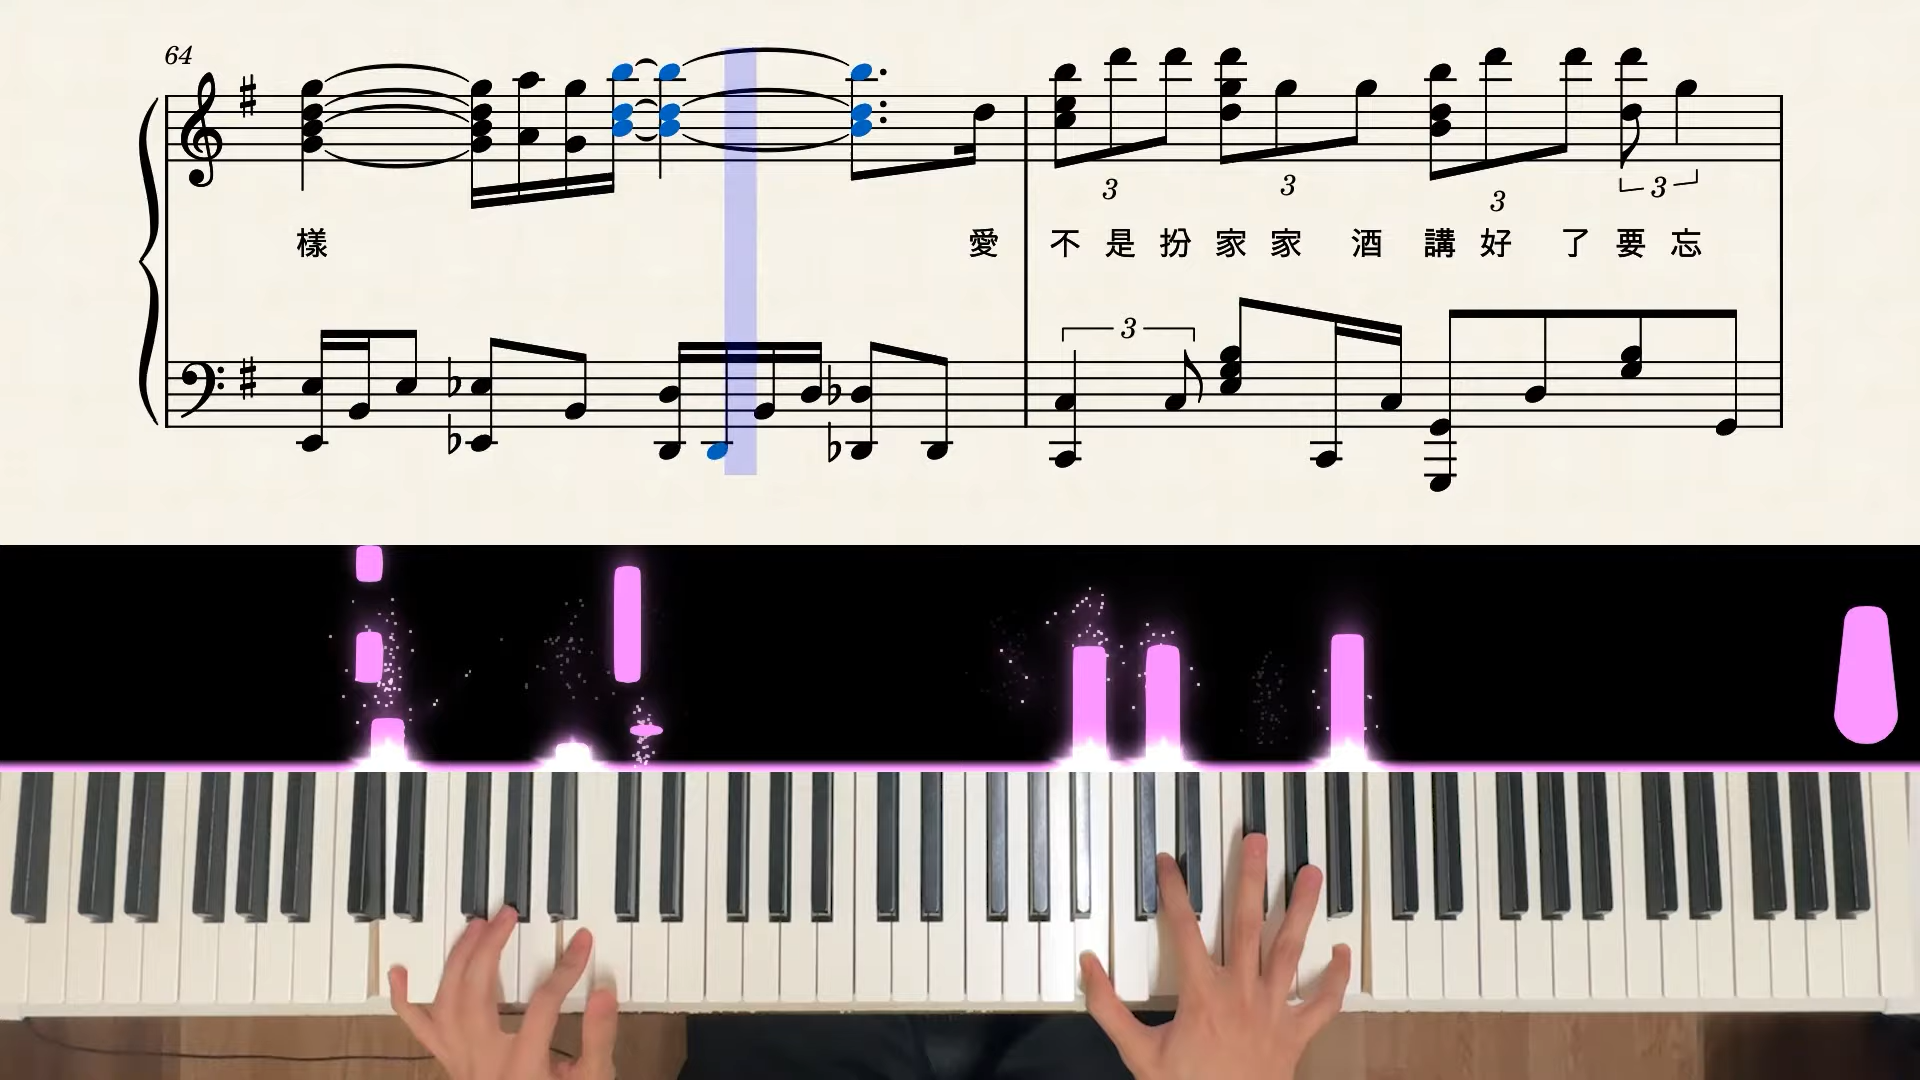 64
3 3 3 3
樣 愛 不 是 扮 家 家 酒 講 好 了 要 忘
3